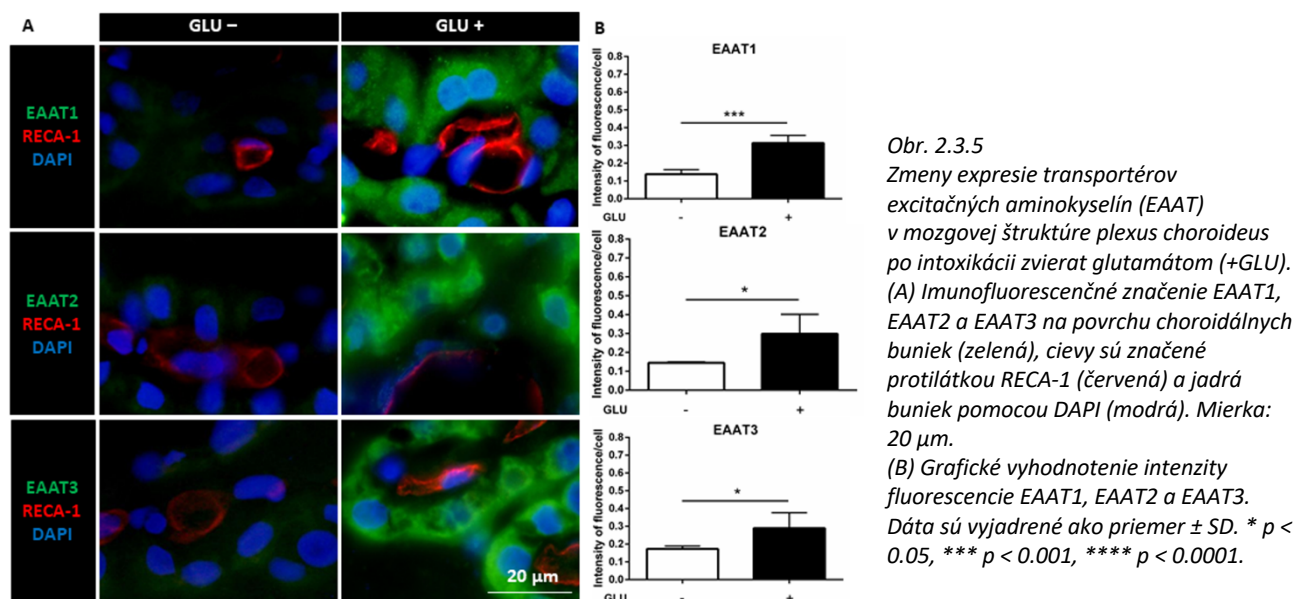 A
GLU –
GLU +
EAAT1
RECA-1
DAPI
EAAT2
RECA-1
DAPI
EAAT3
RECA-1
DAPI
20 µm
B
EAAT1
Intensity of fluorescence/cell
0.8
0.7
0.6
0.5
0.4
0.3
0.2
0.1
0.0
***
GLU - +
EAAT2
Intensity of fluorescence/cell
0.8
0.7
0.6
0.5
0.4
0.3
0.2
0.1
0.0
*
GLU - +
EAAT3
Intensity of fluorescence/cell
0.8
0.7
0.6
0.5
0.4
0.3
0.2
0.1
0.0
*
GLU - +
Obr. 2.3.5
Zmeny expresie transportérov
excitačných aminokyselín (EAAT)
v mozgovej štruktúre plexus choroideus
po intoxikácii zvierat glutamátom (+GLU).
(A) Imunofluorescenčné značenie EAAT1,
EAAT2 a EAAT3 na povrchu choroidálnych
buniek (zelená), cievy sú značené
protilátkou RECA-1 (červená) a jadrá
buniek pomocou DAPI (modrá). Mierka:
20 µm.
(B) Grafické vyhodnotenie intenzity
fluorescencie EAAT1, EAAT2 a EAAT3.
Dáta sú vyjadrené ako priemer ± SD. * p <
0.05, *** p < 0.001, **** p < 0.0001.